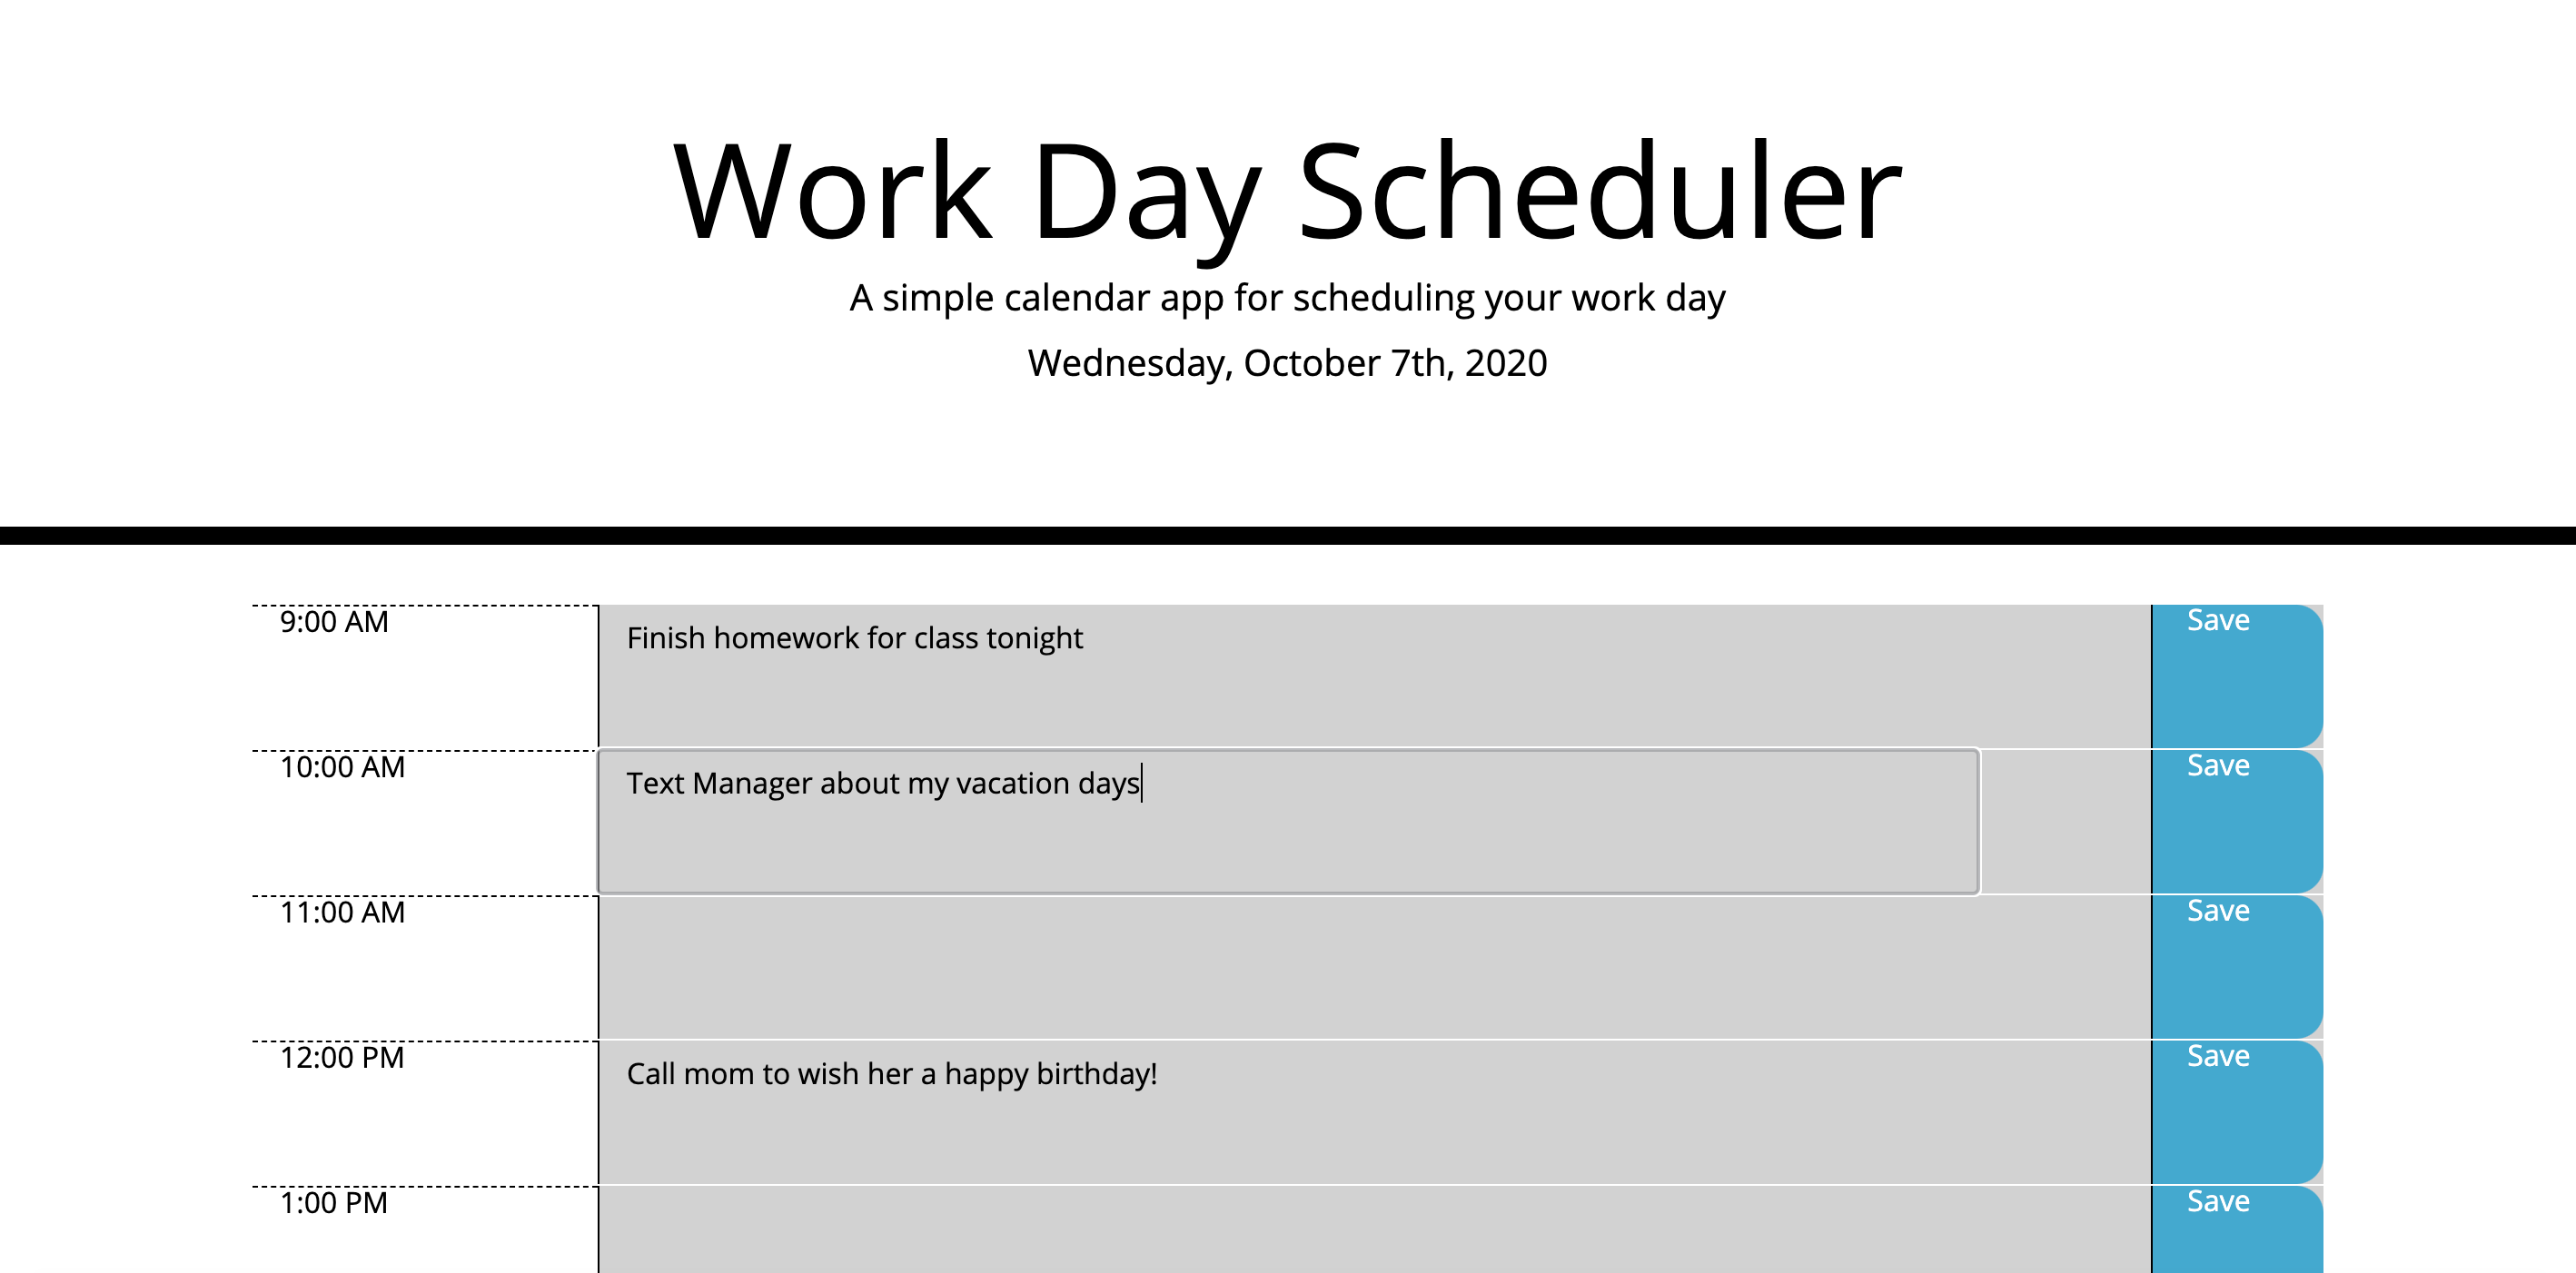 Work Day Scheduler
A simple calendar app for scheduling your work day
Wednesday, October 7th, 2020
9:00 AM
Finish homework for class tonight
Save
10:00 AM
Text Manager about my vacation days
Save
11:00 AM
Save
12:00 PM
Call mom to wish her a happy birthday!
Save
1:00 PM
Save